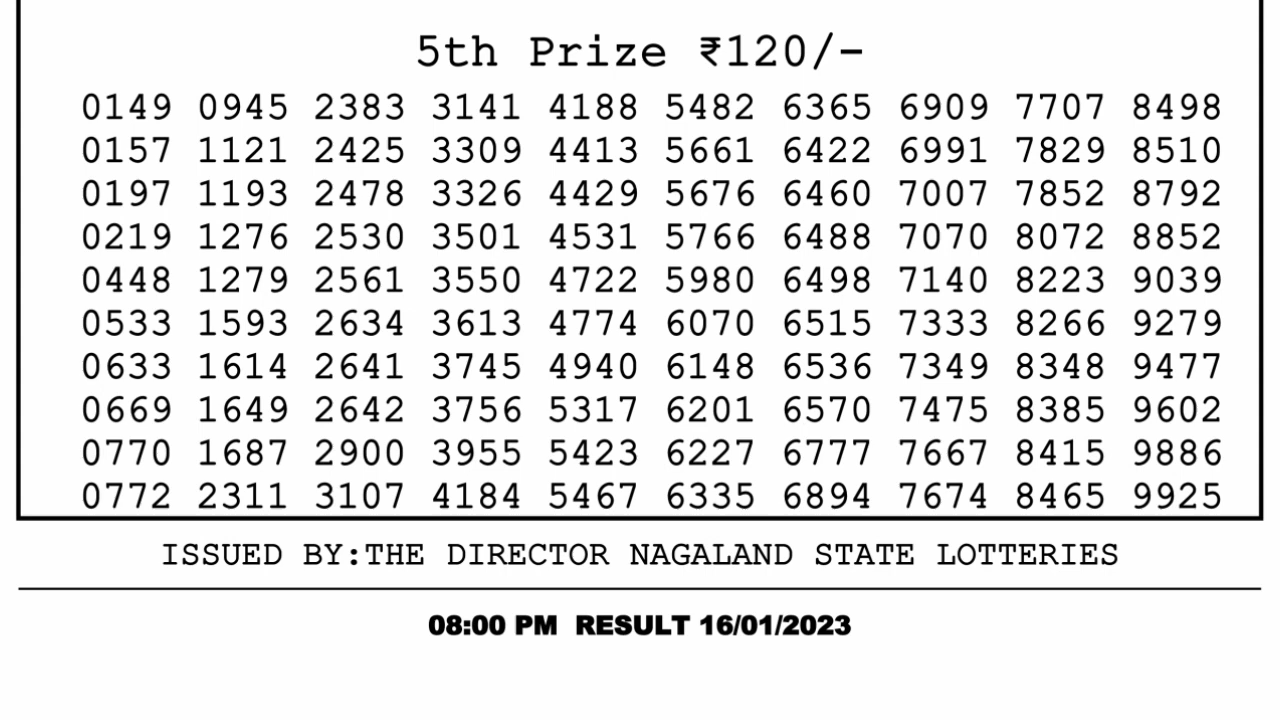 5th Prize ₹120/-
0149 0945 2383 3141 4188 5482 6365 6909 7707 8498
0157 1121 2425 3309 4413 5661 6422 6991 7829 8510
0197 1193 2478 3326 4429 5676 6460 7007 7852 8792
0219 1276 2530 3501 4531 5766 6488 7070 8072 8852
0448 1279 2561 3550 4722 5980 6498 7140 8223 9039
0533 1593 2634 3613 4774 6070 6515 7333 8266 9279
0633 1614 2641 3745 4940 6148 6536 7349 8348 9477
0669 1649 2642 3756 5317 6201 6570 7475 8385 9602
0770 1687 2900 3955 5423 6227 6777 7667 8415 9886
0772 2311 3107 4184 5467 6335 6894 7674 8465 9925
ISSUED BY:THE DIRECTOR NAGALAND STATE LOTTERIES
08:00 PM RESULT 16/01/2023